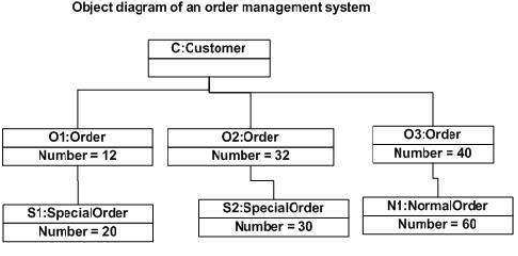 Object diagram of an order management system
C:Customer
O1:Order
Number = 12
O2:Order
Number = 32
O3:Order
Number = 40
S1:SpecialOrder
Number = 20
S2:SpecialOrder
Number = 30
N1:NormalOrder
Number = 60